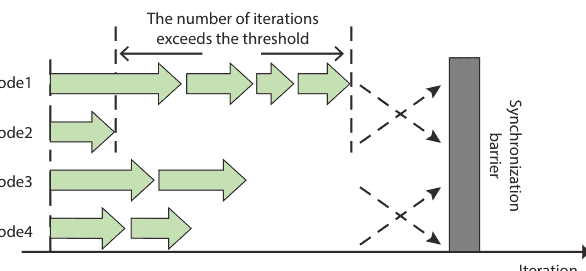 The number of iterations
exceeds the threshold
ode1
ode2
ode3
ode4
Synchronization
barrier
Iteration